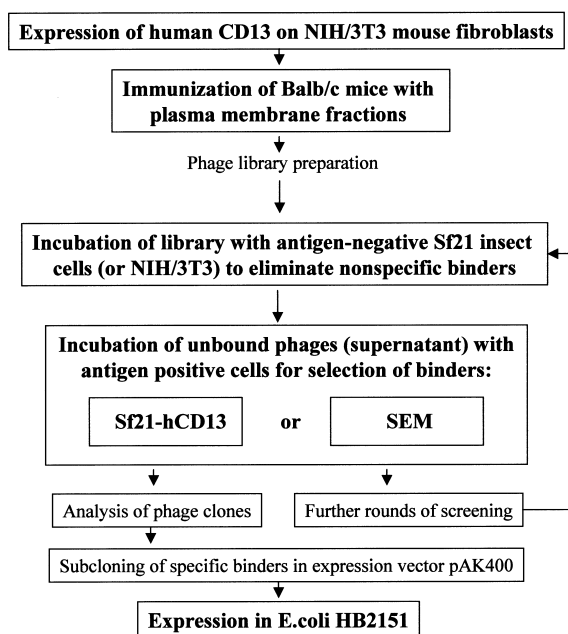 Expression of human CD13 on NIH/3T3 mouse fibroblasts
Immunization of Balb/c mice with
plasma membrane fractions
Phage library preparation
Incubation of library with antigen-negative Sf21 insect
cells (or NIH/3T3) to eliminate nonspecific binders
Incubation of unbound phages (supernatant) with
antigen positive cells for selection of binders:
Sf21-hCD13 or SEM
Analysis of phage clones
Further rounds of screening
Subcloning of specific binders in expression vector pAK400
Expression in E.coli HB2151